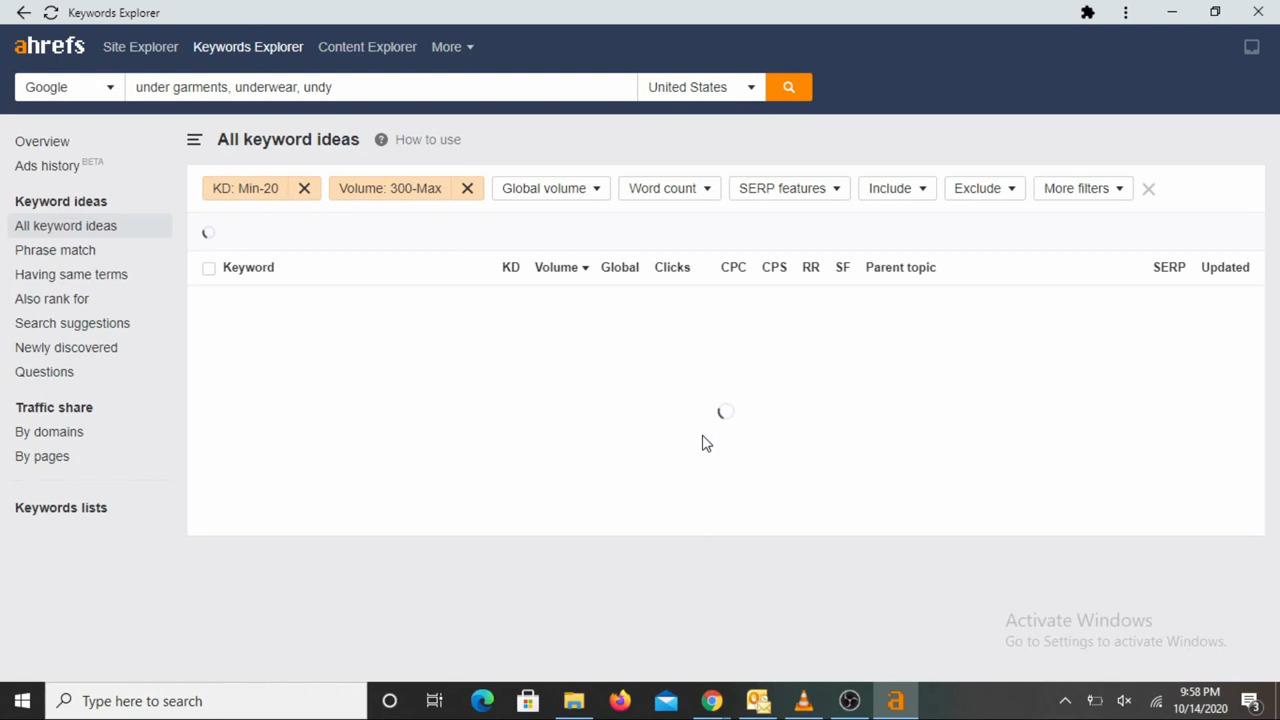 Keywords Explorer
ahrefs Site Explorer Keywords Explorer Content Explorer More
Google under garments, underwear, undy United States
Overview
Ads history BETA
Keyword ideas
All keyword ideas
Phrase match
Having same terms
Also rank for
Search suggestions
Newly discovered
Questions
Traffic share
By domains
By pages
Keywords lists
All keyword ideas ? How to use
KD: Min-20 Volume: 300-Max Global volume Word count SERP features Include Exclude More filters
Keyword KD Volume Global Clicks CPC CPS RR SF Parent topic SERP Updated
Activate Windows
Go to Settings to activate Windows.
Type here to search
a
9:58 PM
10/14/2020
3